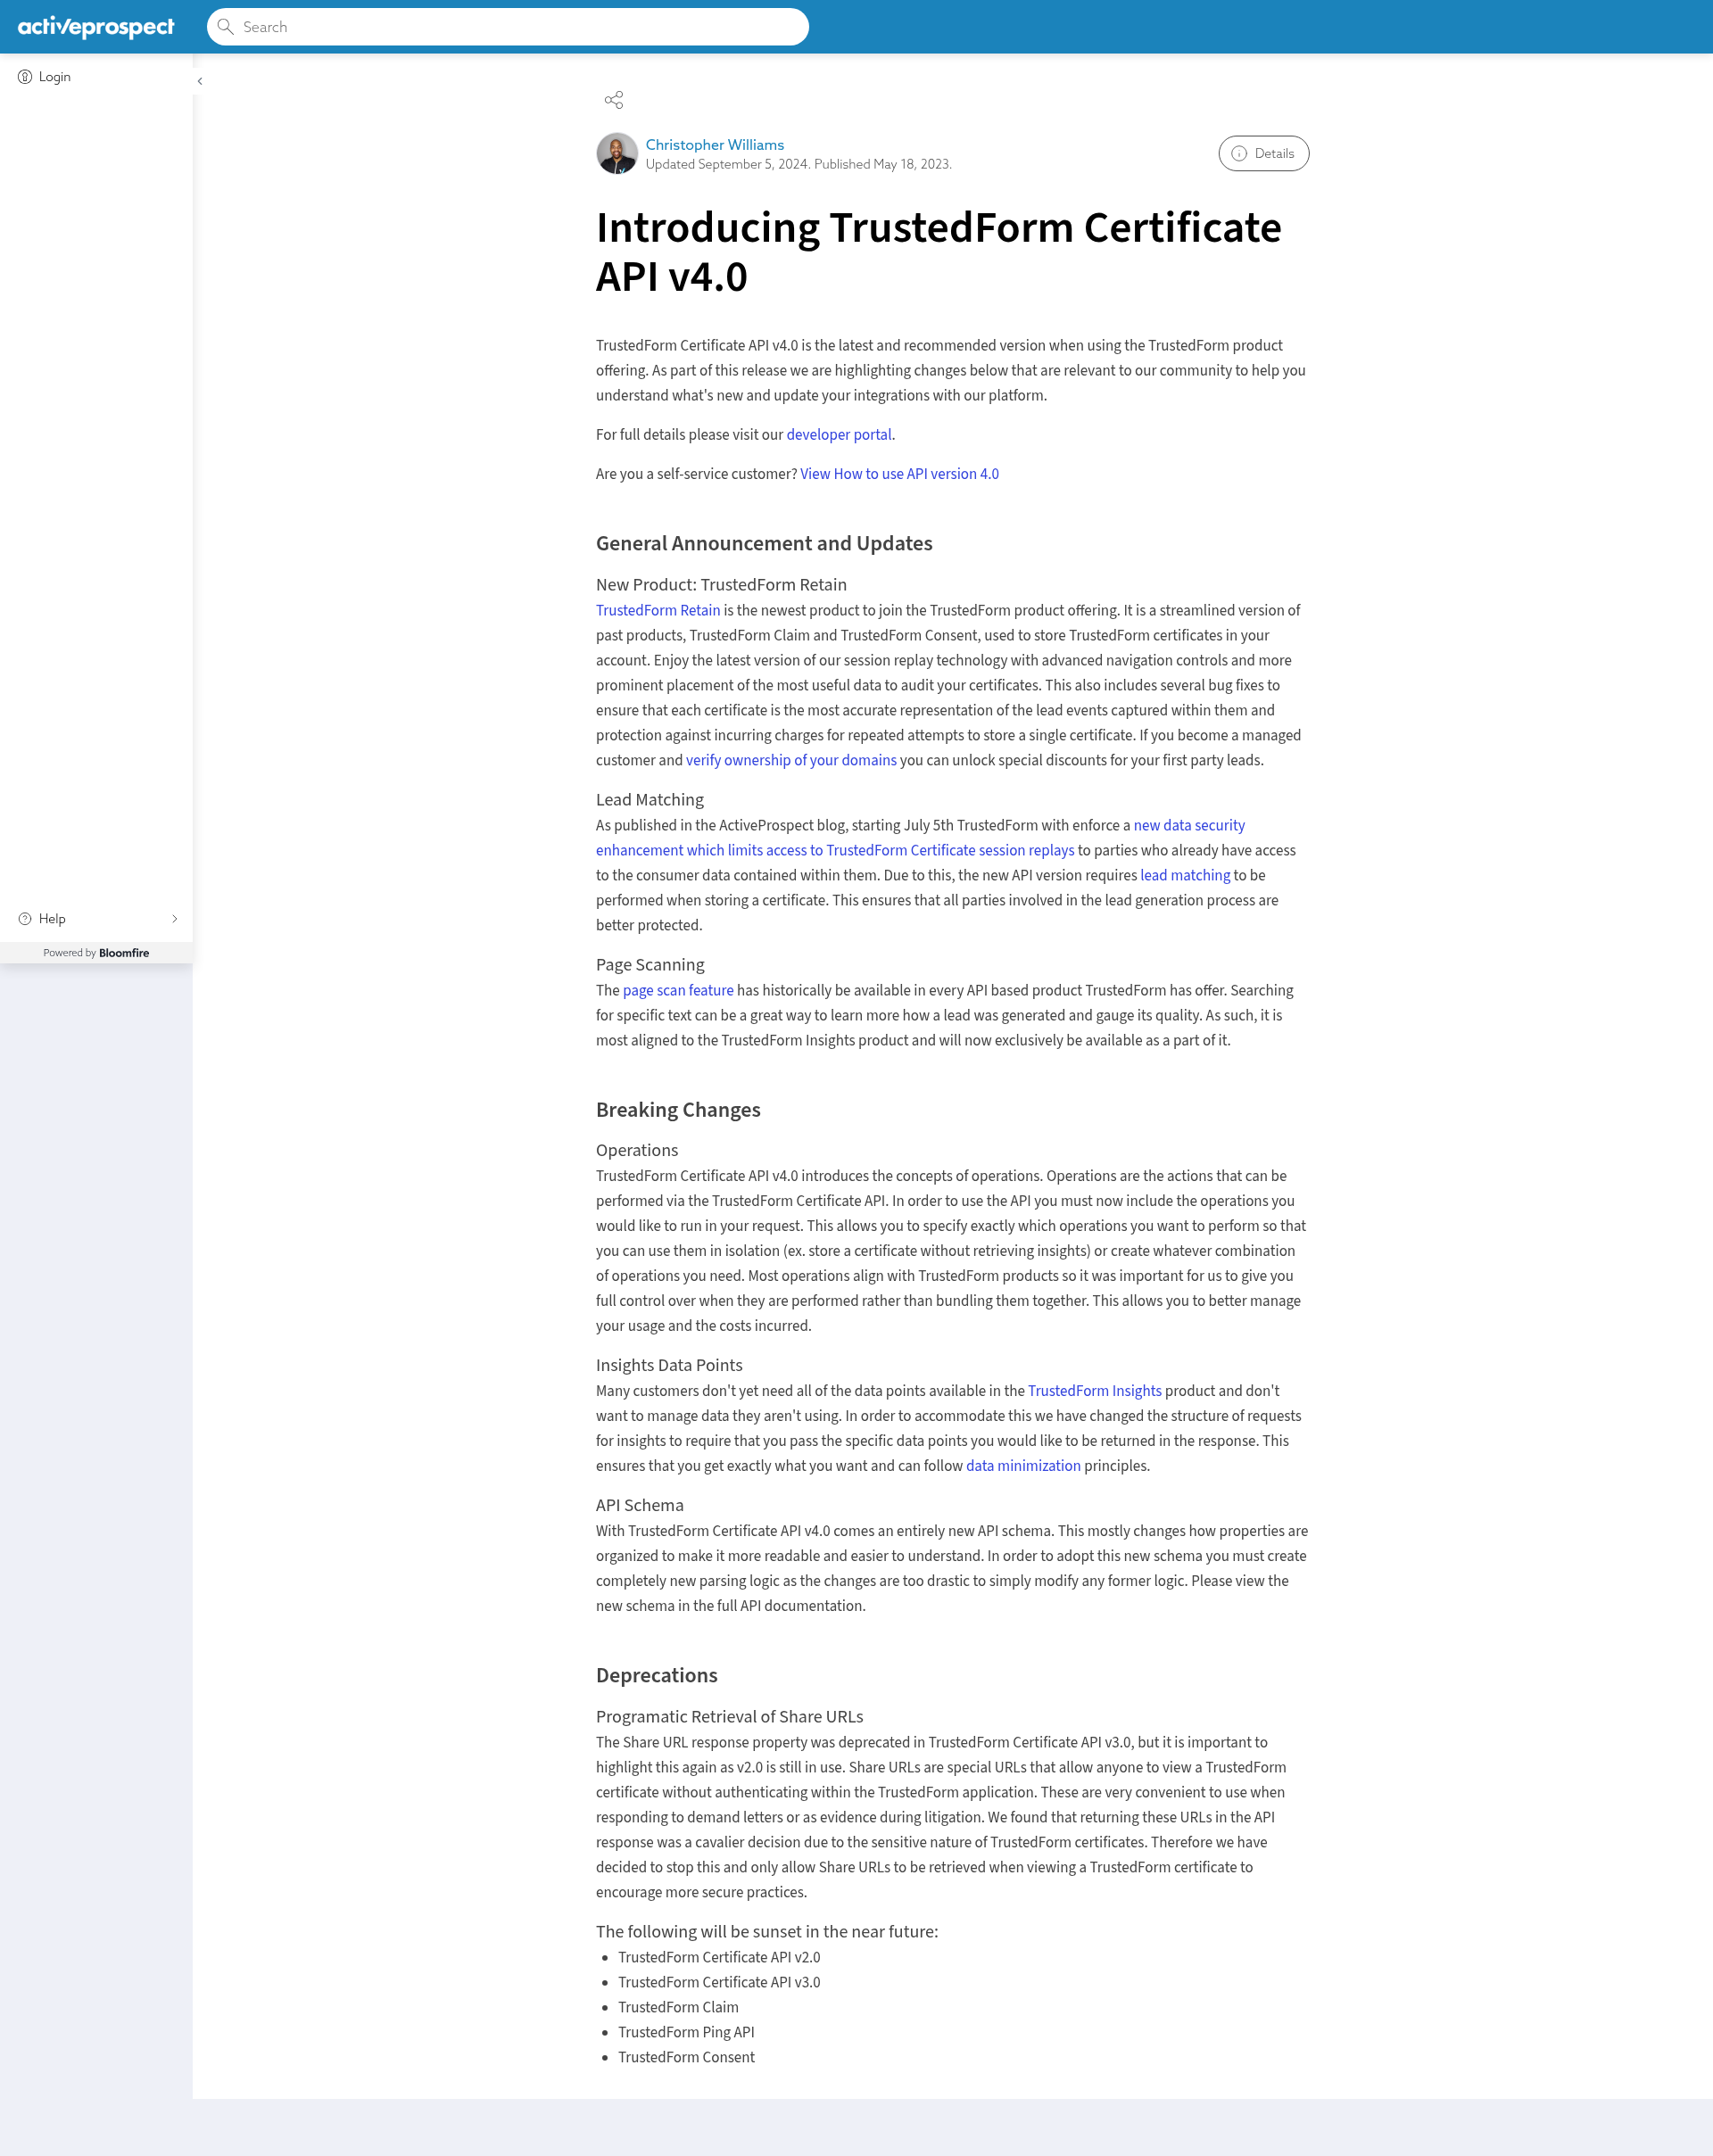 activeprospect
Search
Login
Christopher Williams
Updated September 5, 2024. Published May 18, 2023.
Details
Introducing TrustedForm Certificate
API v4.0
TrustedForm Certificate API v4.0 is the latest and recommended version when using the TrustedForm product
offering. As part of this release we are highlighting changes below that are relevant to our community to help you
understand what's new and update your integrations with our platform.
For full details please visit our developer portal.
Are you a self-service customer? View How to use API version 4.0
General Announcement and Updates
New Product: TrustedForm Retain
TrustedForm Retain is the newest product to join the TrustedForm product offering. It is a streamlined version of
past products, TrustedForm Claim and TrustedForm Consent, used to store TrustedForm certificates in your
account. Enjoy the latest version of our session replay technology with advanced navigation controls and more
prominent placement of the most useful data to audit your certificates. This also includes several bug fixes to
ensure that each certificate is the most accurate representation of the lead events captured within them and
protection against incurring charges for repeated attempts to store a single certificate. If you become a managed
customer and verify ownership of your domains you can unlock special discounts for your first party leads.
Lead Matching
As published in the ActiveProspect blog, starting July 5th TrustedForm with enforce a new data security
enhancement which limits access to TrustedForm Certificate session replays to parties who already have access
to the consumer data contained within them. Due to this, the new API version requires lead matching to be
performed when storing a certificate. This ensures that all parties involved in the lead generation process are
better protected.
Page Scanning
The page scan feature has historically be available in every API based product TrustedForm has offer. Searching
for specific text can be a great way to learn more how a lead was generated and gauge its quality. As such, it is
most aligned to the TrustedForm Insights product and will now exclusively be available as a part of it.
Breaking Changes
Operations
TrustedForm Certificate API v4.0 introduces the concepts of operations. Operations are the actions that can be
performed via the TrustedForm Certificate API. In order to use the API you must now include the operations you
would like to run in your request. This allows you to specify exactly which operations you want to perform so that
you can use them in isolation (ex. store a certificate without retrieving insights) or create whatever combination
of operations you need. Most operations align with TrustedForm products so it was important for us to give you
full control over when they are performed rather than bundling them together. This allows you to better manage
your usage and the costs incurred.
Insights Data Points
Many customers don't yet need all of the data points available in the TrustedForm Insights product and don't
want to manage data they aren't using. In order to accommodate this we have changed the structure of requests
for insights to require that you pass the specific data points you would like to be returned in the response. This
ensures that you get exactly what you want and can follow data minimization principles.
API Schema
With TrustedForm Certificate API v4.0 comes an entirely new API schema. This mostly changes how properties are
organized to make it more readable and easier to understand. In order to adopt this new schema you must create
completely new parsing logic as the changes are too drastic to simply modify any former logic. Please view the
new schema in the full API documentation.
Deprecations
Programatic Retrieval of Share URLs
The Share URL response property was deprecated in TrustedForm Certificate API v3.0, but it is important to
highlight this again as v2.0 is still in use. Share URLs are special URLs that allow anyone to view a TrustedForm
certificate without authenticating within the TrustedForm application. These are very convenient to use when
responding to demand letters or as evidence during litigation. We found that returning these URLs in the API
response was a cavalier decision due to the sensitive nature of TrustedForm certificates. Therefore we have
decided to stop this and only allow Share URLs to be retrieved when viewing a TrustedForm certificate to
encourage more secure practices.
The following will be sunset in the near future:
TrustedForm Certificate API v2.0
TrustedForm Certificate API v3.0
TrustedForm Claim
TrustedForm Ping API
TrustedForm Consent
Help
Powered by Bloomfire